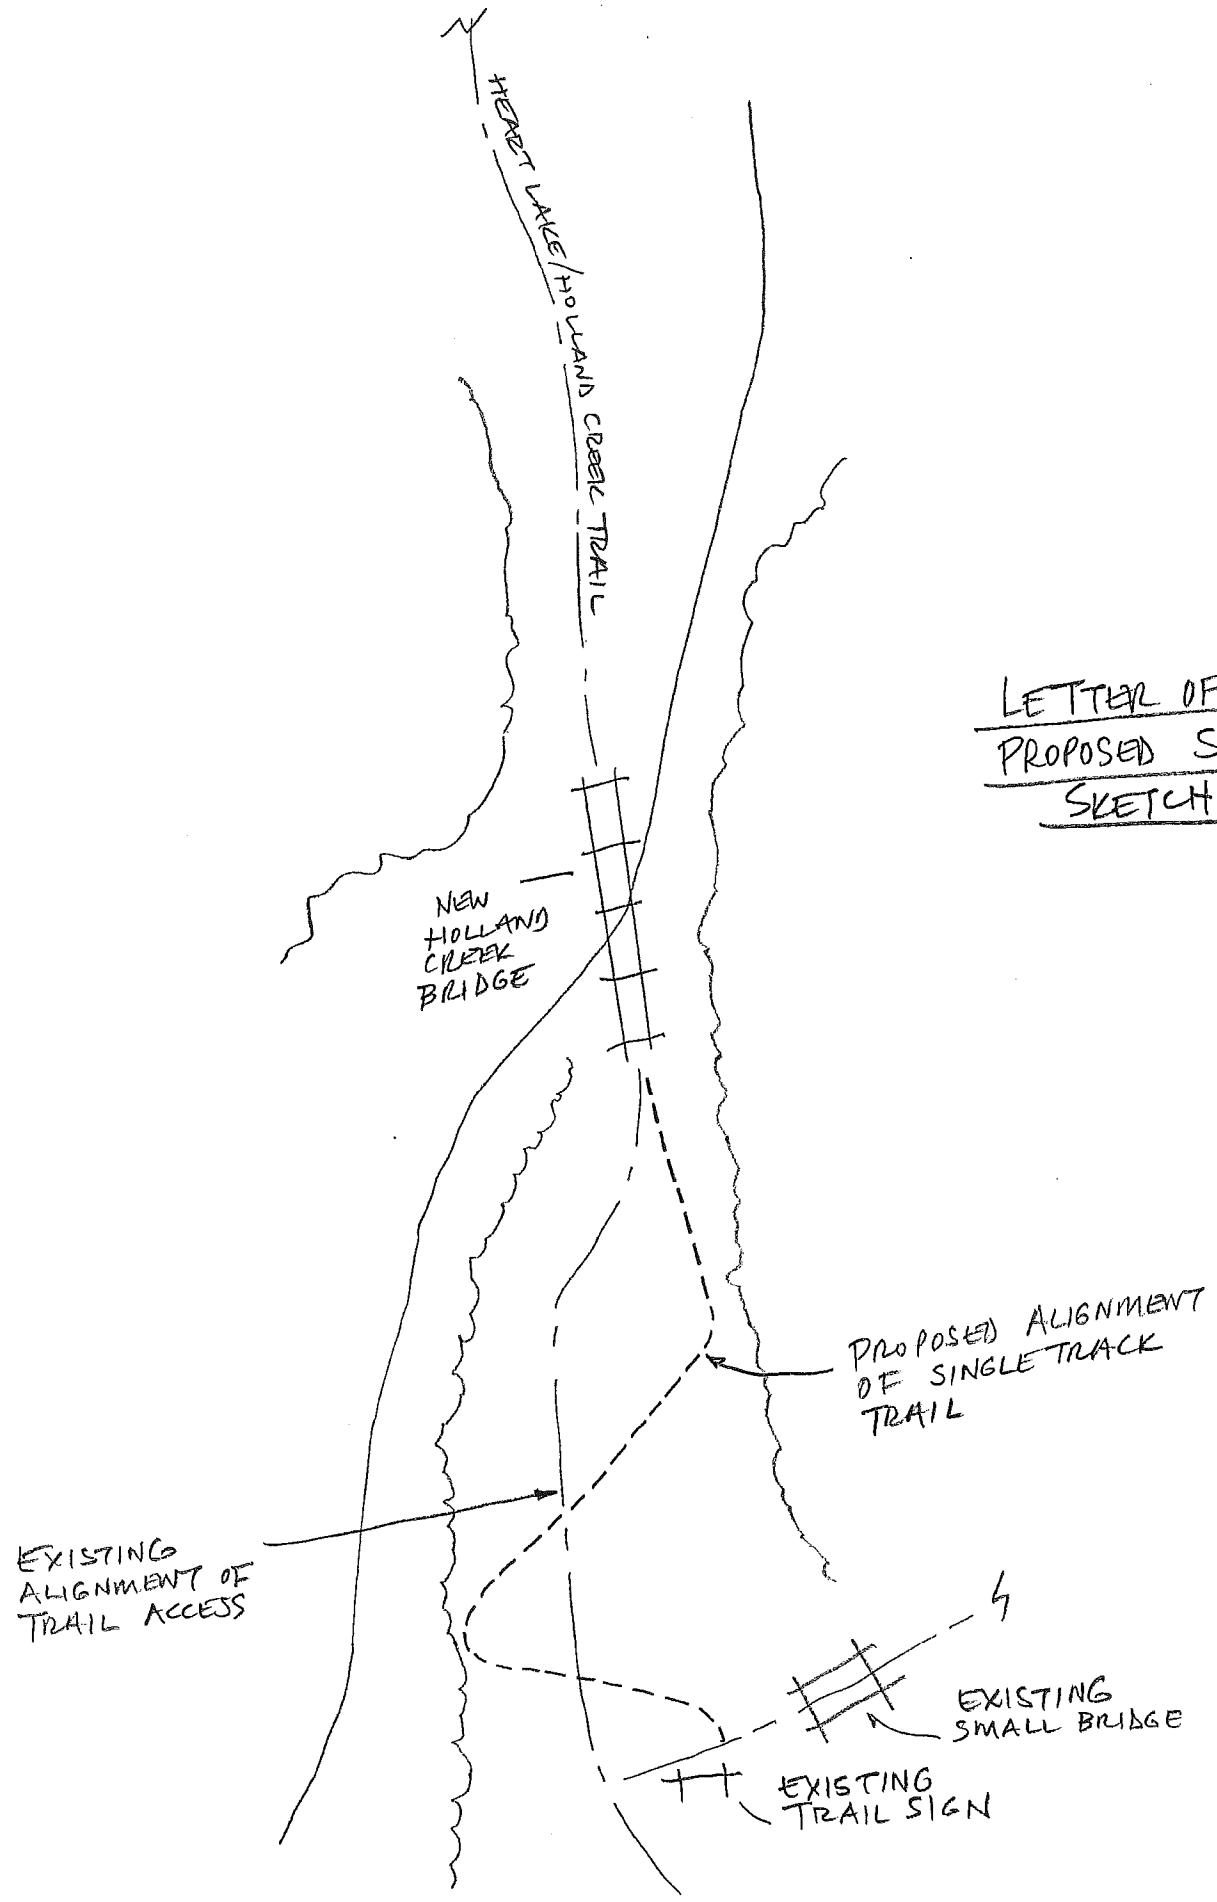 HEART LAKE/HOLLAND CREEK TRAIL
LETTER OF
PROPOSED S
SKETCH
NEW
HOLLAND
CREEK
BRIDGE
PROPOSED ALIGNMENT
OF SINGLE TRACK
TRAIL
EXISTING
ALIGNMENT OF
TRAIL ACCESS
EXISTING
SMALL BRIDGE
EXISTING
TRAIL SIGN